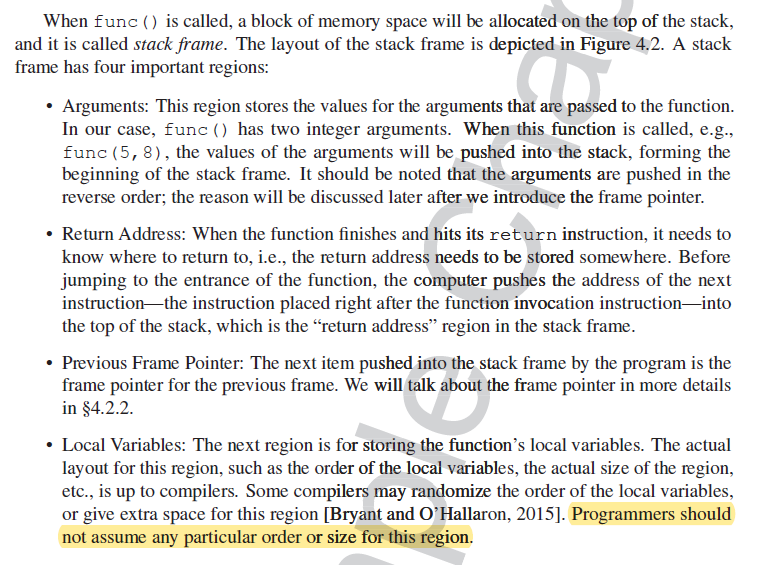 When func() is called, a block of memory space will be allocated on the top of the stack,
and it is called stack frame. The layout of the stack frame is depicted in Figure 4.2. A stack
frame has four important regions:
• Arguments: This region stores the values for the arguments that are passed to the function.
In our case, func() has two integer arguments. When this function is called, e.g.,
func(5,8), the values of the arguments will be pushed into the stack, forming the
beginning of the stack frame. It should be noted that the arguments are pushed in the
reverse order; the reason will be discussed later after we introduce the frame pointer.
• Return Address: When the function finishes and hits its return instruction, it needs to
know where to return to, i.e., the return address needs to be stored somewhere. Before
jumping to the entrance of the function, the computer pushes the address of the next
instruction—the instruction placed right after the function invocation instruction—into
the top of the stack, which is the “return address” region in the stack frame.
• Previous Frame Pointer: The next item pushed into the stack frame by the program is the
frame pointer for the previous frame. We will talk about the frame pointer in more details
in §4.2.2.
• Local Variables: The next region is for storing the function’s local variables. The actual
layout for this region, such as the order of the local variables, the actual size of the region,
etc., is up to compilers. Some compilers may randomize the order of the local variables,
or give extra space for this region [Bryant and O’Hallaron, 2015]. Programmers should
not assume any particular order or size for this region.